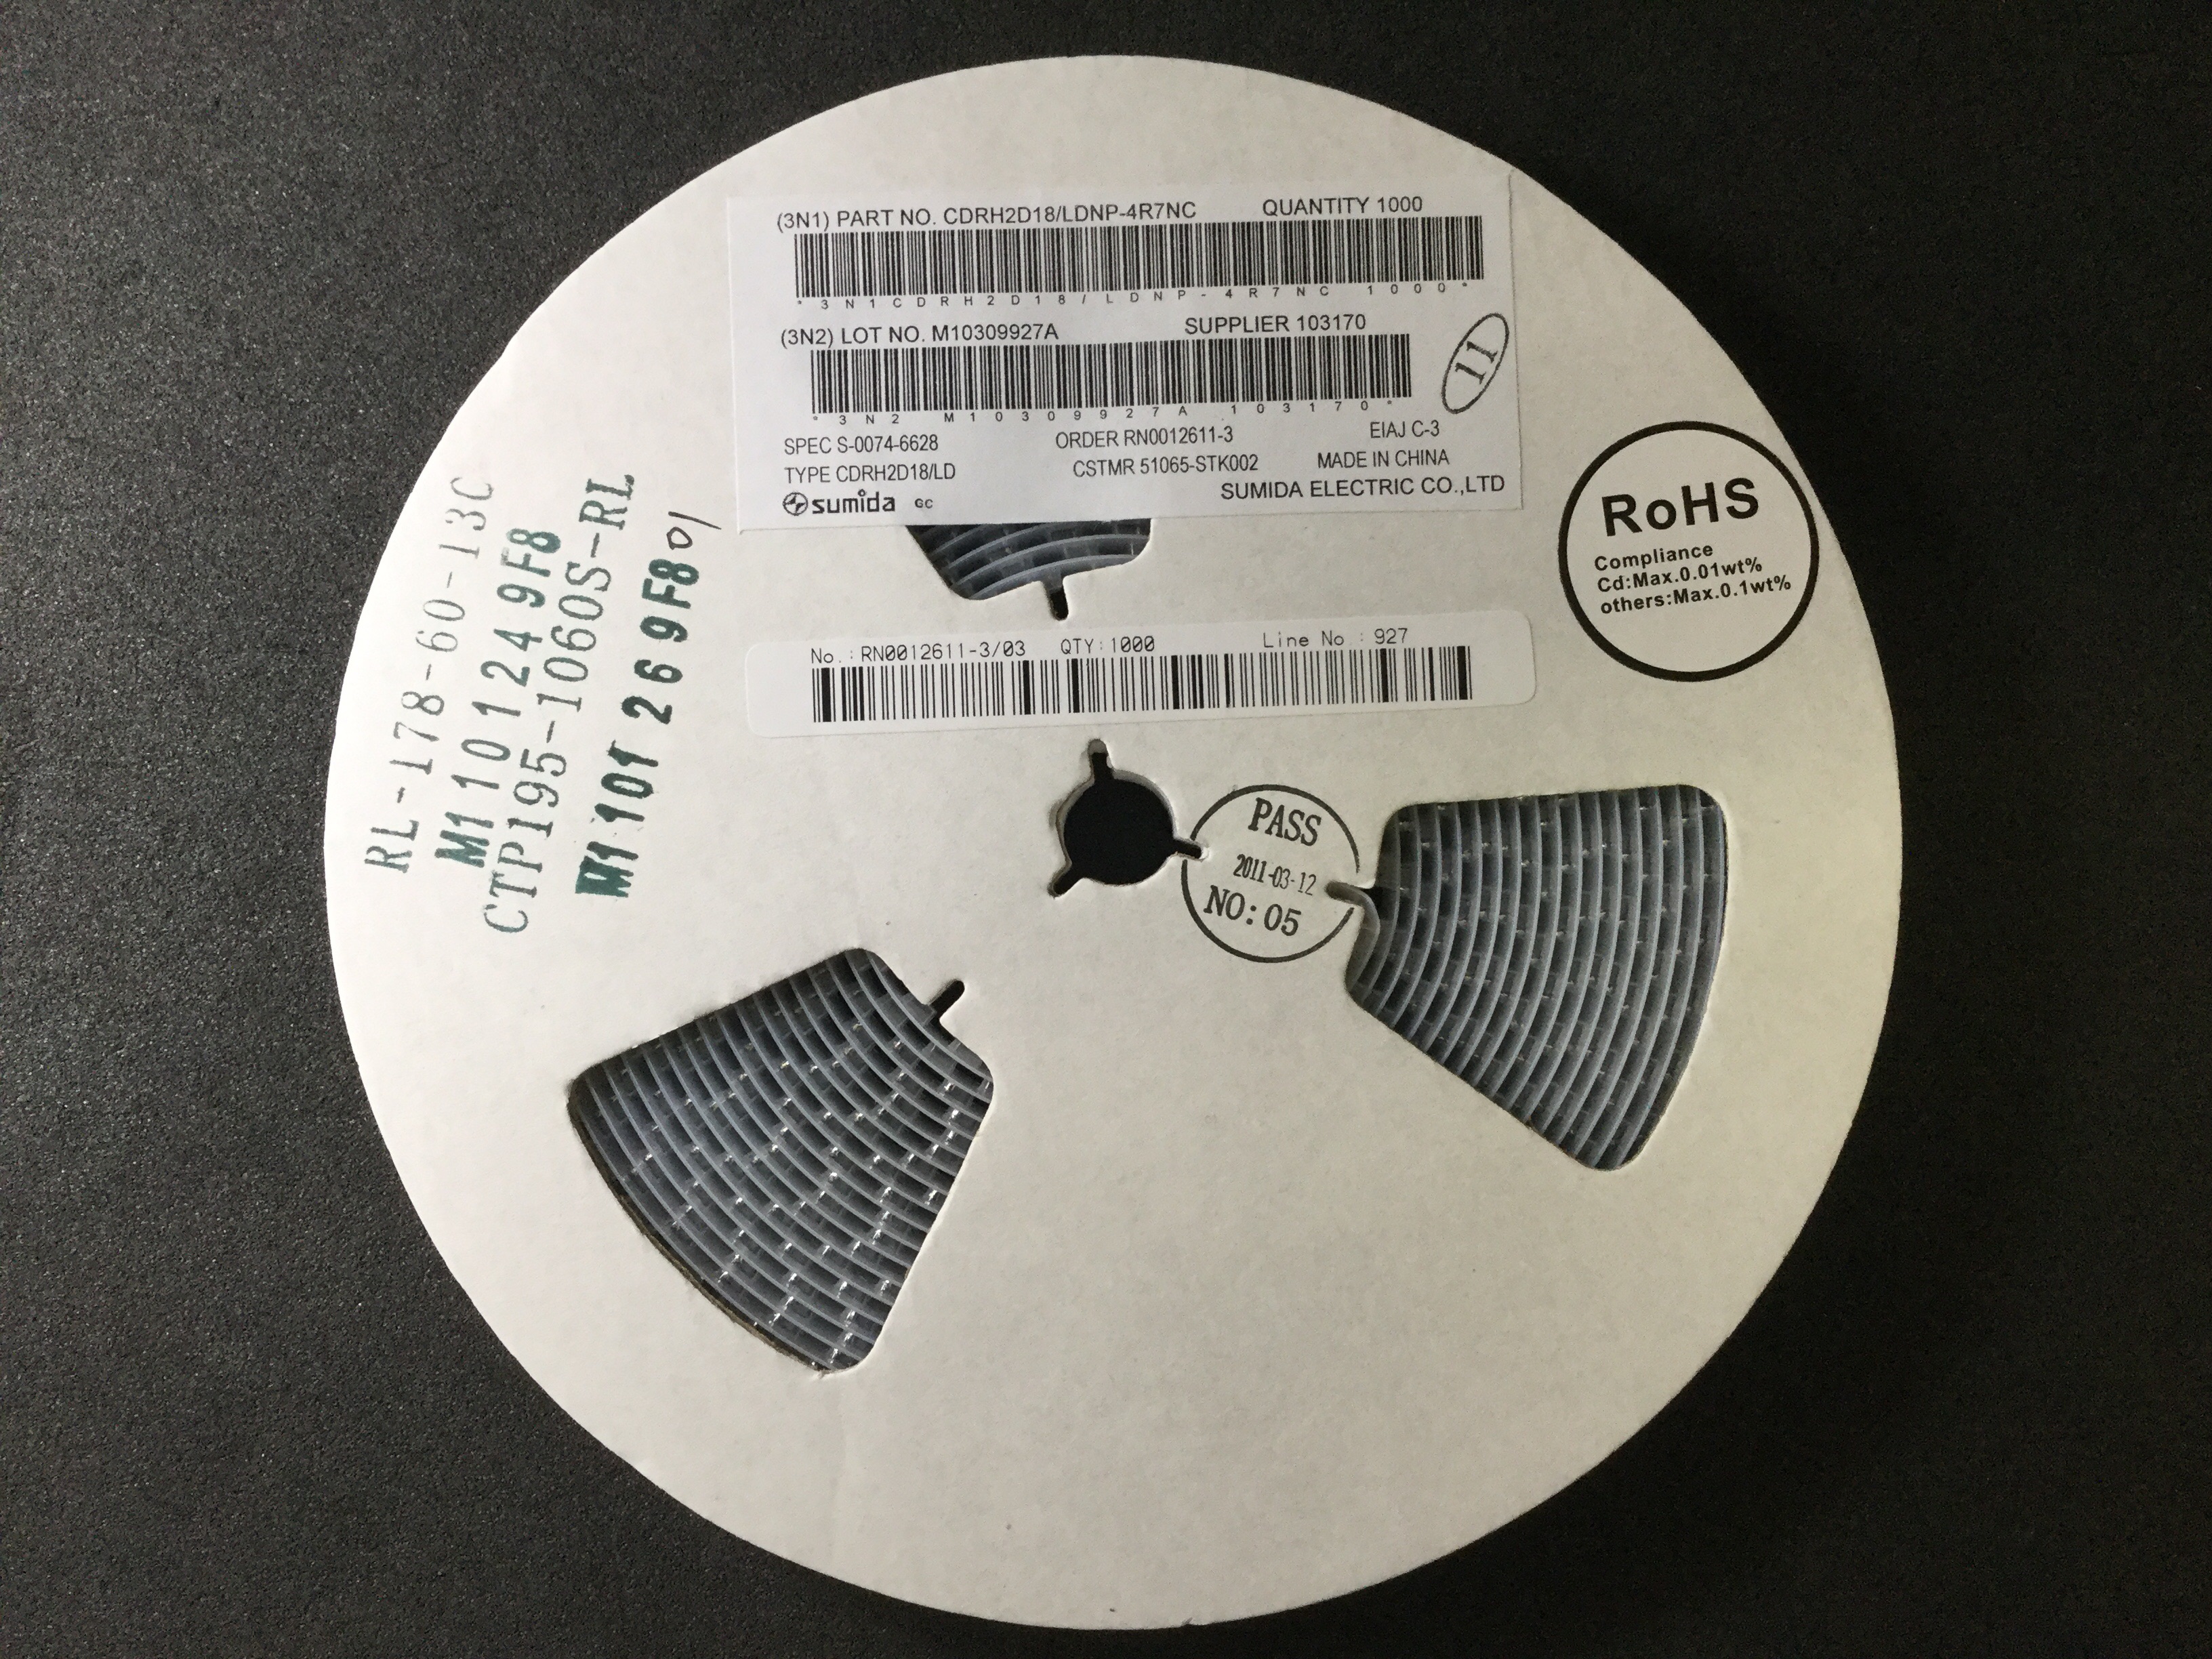 (3N1) PART NO. CDRH2D18/LDNP-4R7NC QUANTITY 1000
*3N1CDRH2D18/LDNP-4R7NC 1000*
(3N2) LOT NO. M10309927A SUPPLIER 103170
*3N2 M10309927A 103170*
11
SPEC S-0074-6628 ORDER RN0012611-3 EIAJ C-3
TYPE CDRH2D18/LD CSTMR 51065-STK002 MADE IN CHINA
sumida GC SUMIDA ELECTRIC CO.,LTD
RoHS
Compliance
Cd:Max.0.01wt%
others:Max.0.1wt%
RL-178-60-13C
M1101249F8
CTP195-1060S-RL
M1101269F801
No.:RN0012611-3/03 QTY:1000 Line No.:927
PASS
2011-03-12
NO:05